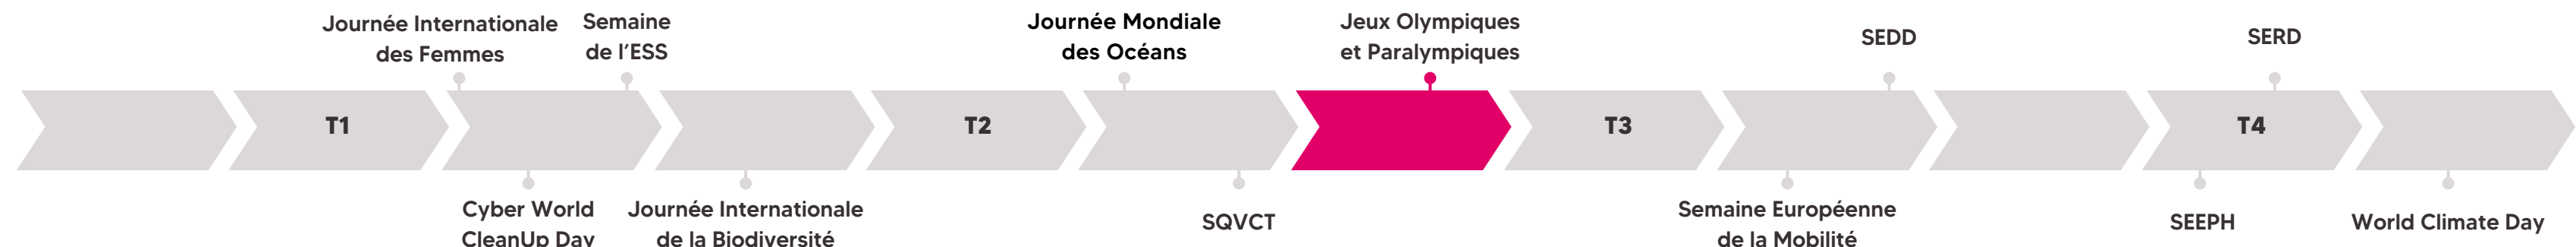 Journée Internationale
des Femmes
Semaine
de l’ESS
Journée Mondiale
des Océans
Jeux Olympiques
et Paralympiques
SEDD
SERD
T1
T2
T3
T4
Cyber World
CleanUp Day
Journée Internationale
de la Biodiversité
SQVCT
Semaine Européenne
de la Mobilité
SEEPH
World Climate Day